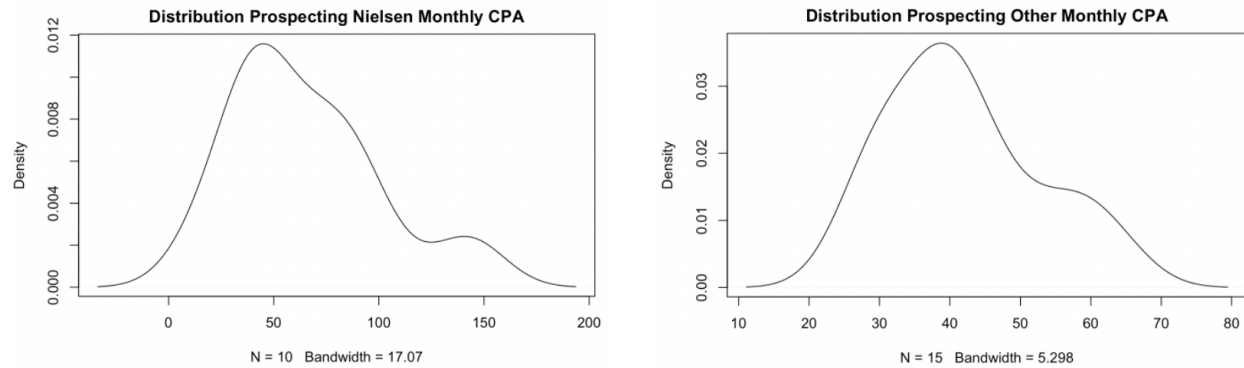 Distribution Prospecting Nielsen Monthly CPA
Density
0.000
0.004
0.008
0.012
0 50 100 150 200
N = 10 Bandwidth = 17.07
Distribution Prospecting Other Monthly CPA
Density
0.00
0.01
0.02
0.03
10 20 30 40 50 60 70 80
N = 15 Bandwidth = 5.298